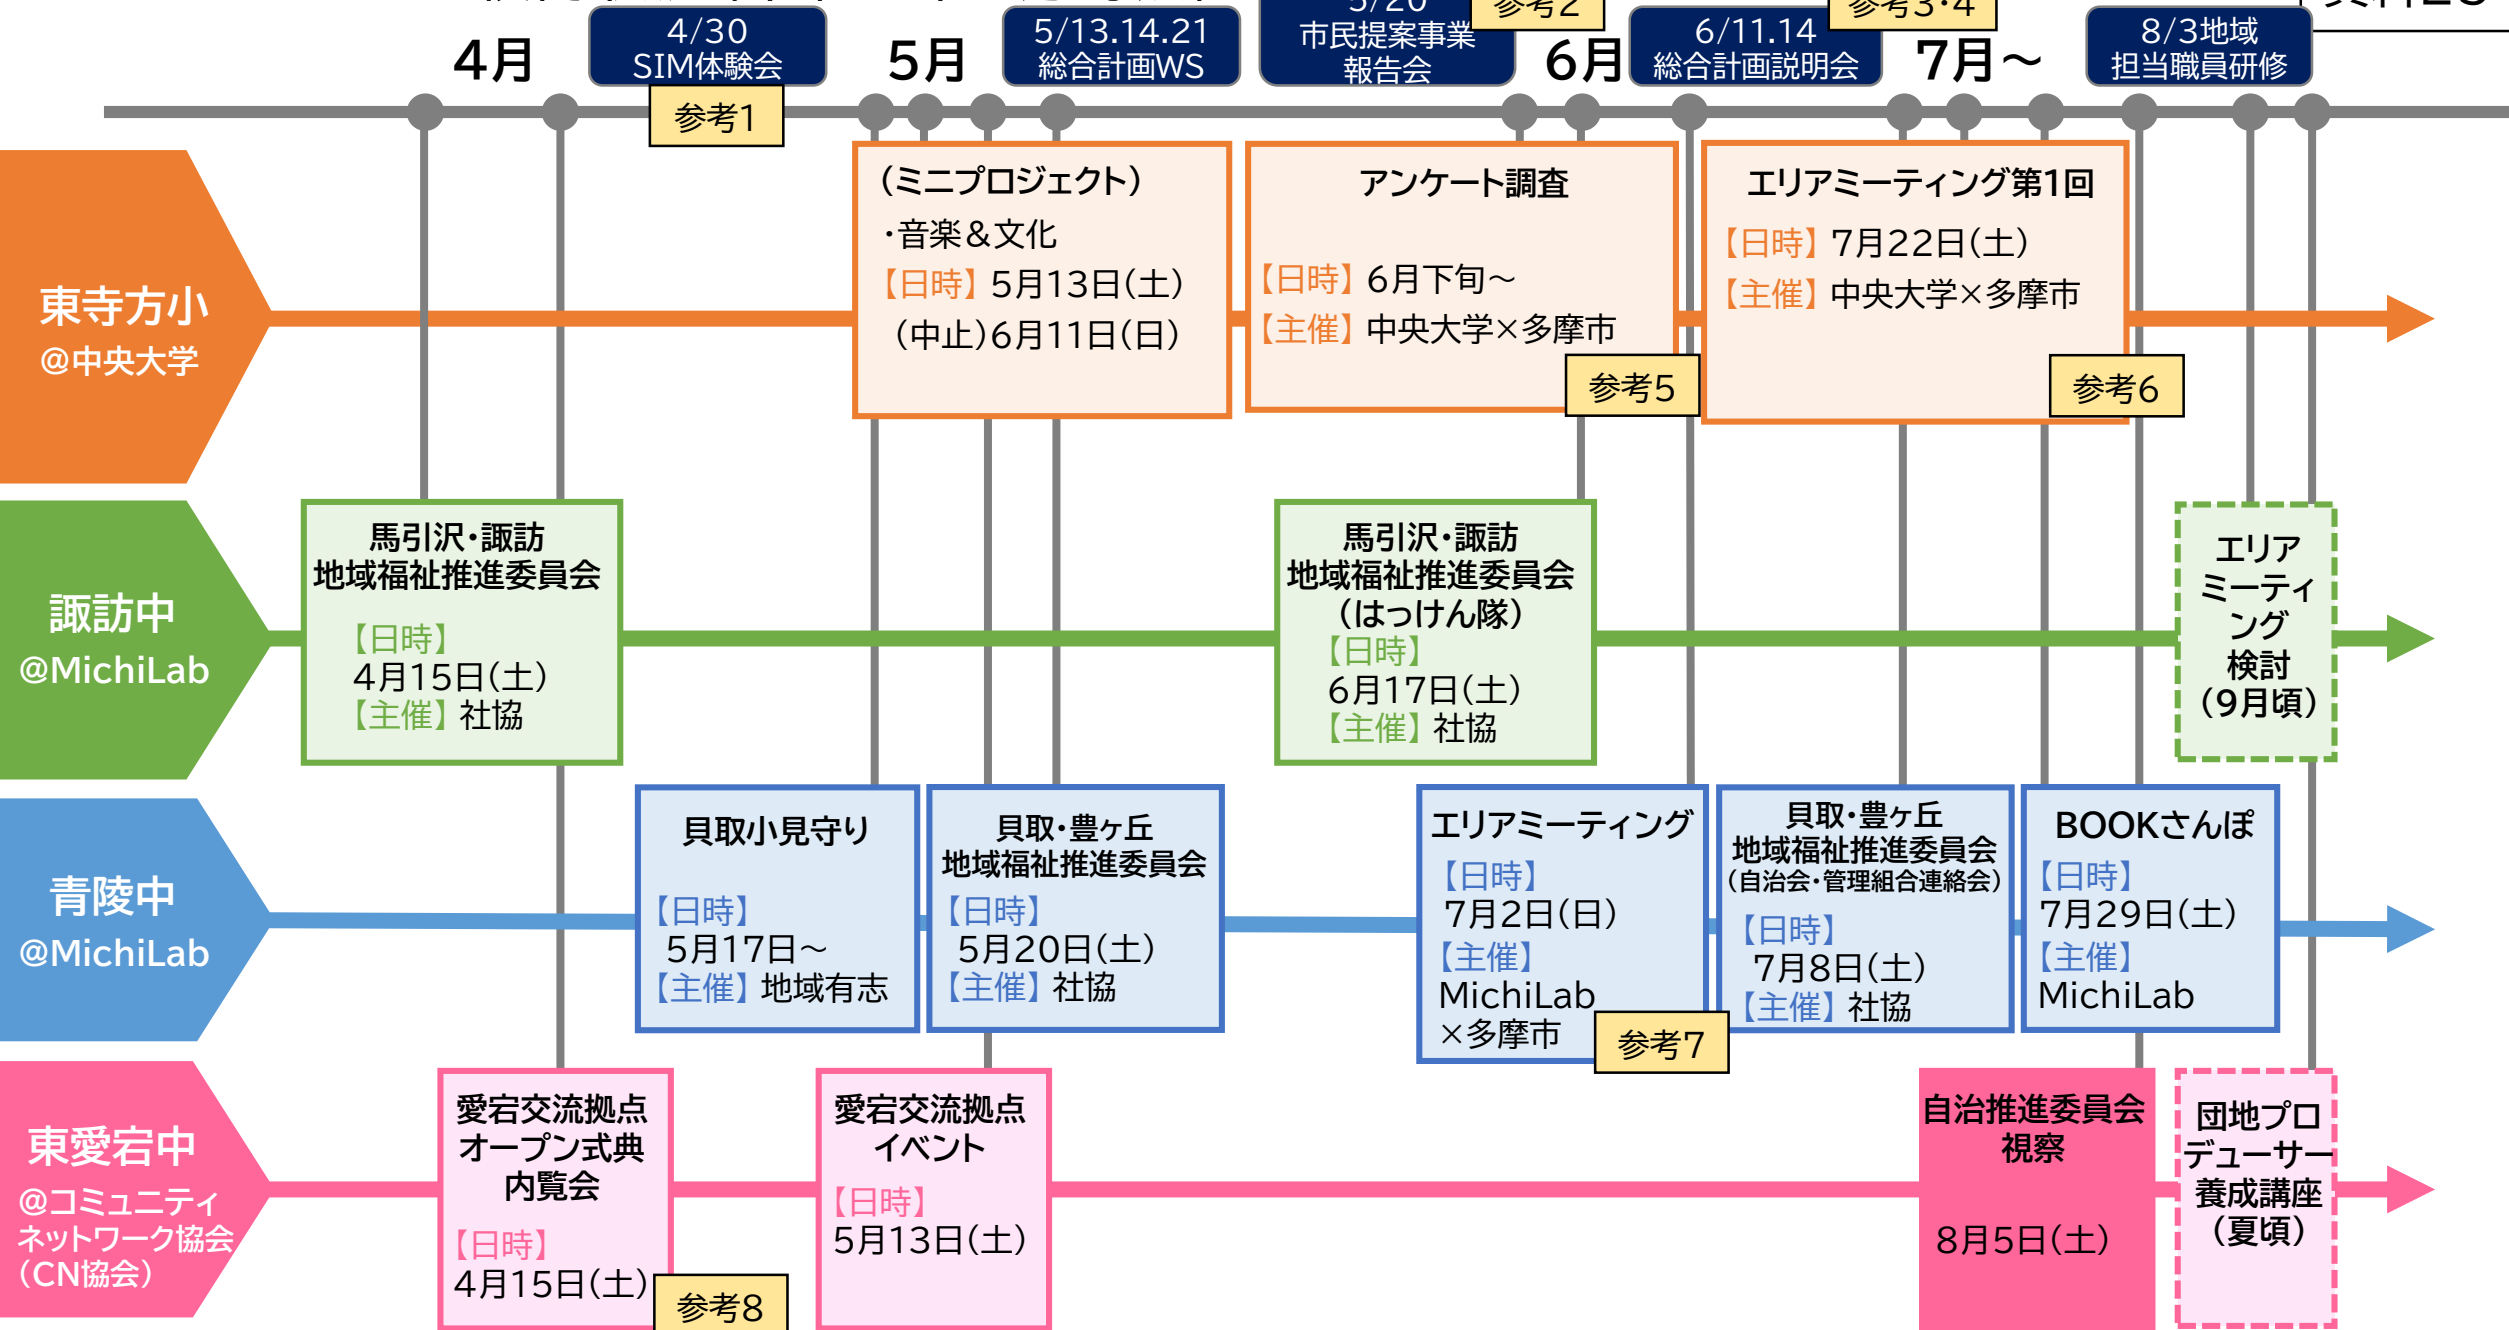 4月
4/30
SIM体験会
参考1
5月
5/13.14.21
総合計画WS
5/20
市民提案事業
報告会
参考2
6月
6/11.14
総合計画説明会
参考3・4
7月～
8/3地域
担当職員研修
東寺方小
@中央大学
（ミニプロジェクト）
・音楽＆文化
【日時】5月13日(土)
(中止)6月11日(日)
アンケート調査
【日時】6月下旬～
【主催】中央大学×多摩市
参考5
エリアミーティング第1回
【日時】7月22日(土)
【主催】中央大学×多摩市
参考6
諏訪中
@MichiLab
馬引沢・諏訪
地域福祉推進委員会
【日時】
4月15日(土)
【主催】社協
馬引沢・諏訪
地域福祉推進委員会
(はっけん隊)
【日時】
6月17日(土)
【主催】社協
エリア
ミーティ
ング
検討
(9月頃)
青陵中
@MichiLab
貝取小見守り
【日時】
5月17日～
【主催】地域有志
貝取・豊ヶ丘
地域福祉推進委員会
【日時】
5月20日(土)
【主催】社協
エリアミーティング
【日時】
7月2日(日)
【主催】
MichiLab
×多摩市
参考7
貝取・豊ヶ丘
地域福祉推進委員会
(自治会・管理組合連絡会)
【日時】
7月8日(土)
【主催】社協
BOOKさんぽ
【日時】
7月29日(土)
【主催】
MichiLab
東愛宕中
@コミュニティ
ネットワーク協会
(CN協会)
愛宕交流拠点
オープン式典
内覧会
【日時】
4月15日(土)
参考8
愛宕交流拠点
イベント
【日時】
5月13日(土)
自治推進委員会
視察
8月5日(土)
団地プロ
デューサー
養成講座
(夏頃)